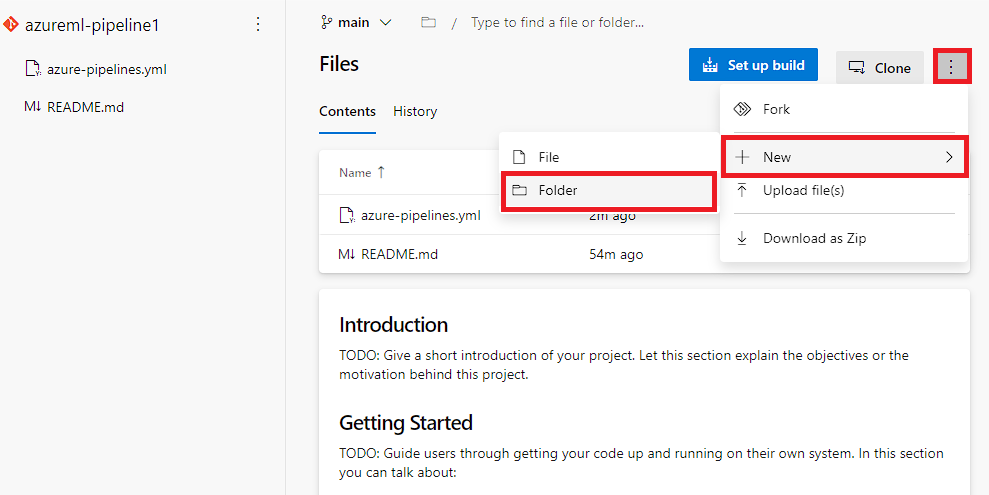 azureml-pipeline1
azure-pipelines.yml
M↓ README.md
main
/ Type to find a file or folder...
Files
Set up build
Clone
Contents
History
Fork
New
Upload file(s)
Download as Zip
File
Folder
Name ↑
azure-pipelines.yml 2m ago
M↓ README.md 54m ago
Introduction
TODO: Give a short introduction of your project. Let this section explain the objectives or the
motivation behind this project.
Getting Started
TODO: Guide users through getting your code up and running on their own system. In this section
you can talk about: